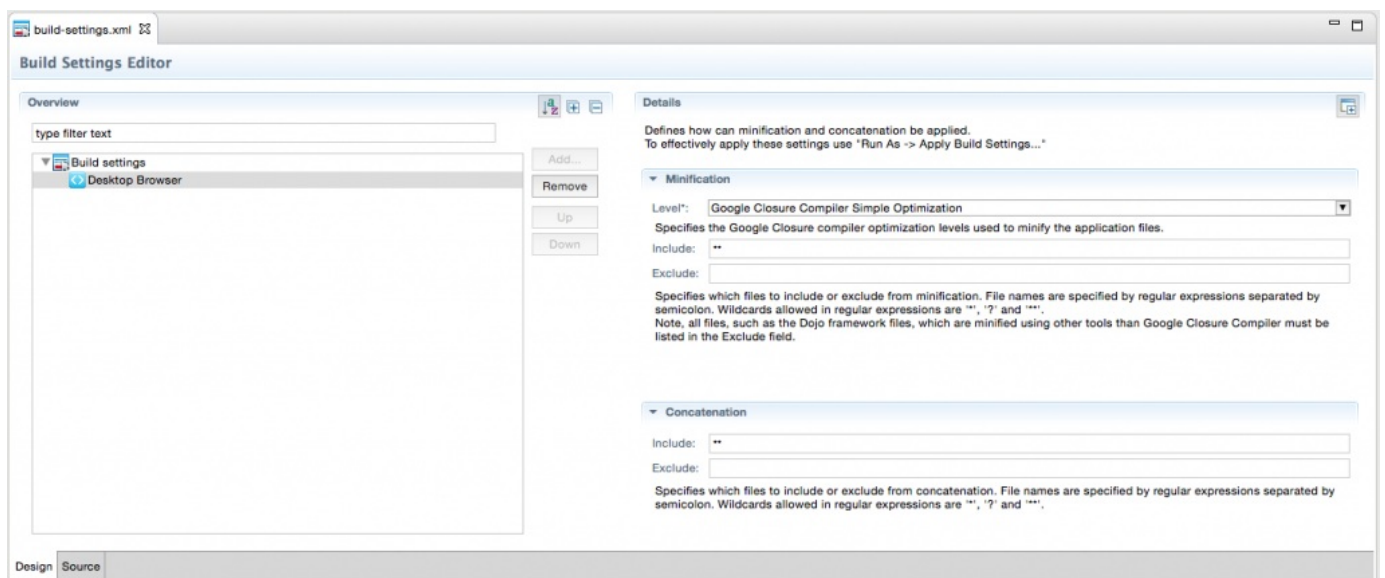 build-settings.xml
Build Settings Editor
Overview
type filter text
Build settings
Desktop Browser
Add...
Remove
Up
Down
Details
Defines how can minification and concatenation be applied.
To effectively apply these settings use "Run As -> Apply Build Settings..."
Minification
Level*: Google Closure Compiler Simple Optimization
Specifies the Google Closure compiler optimization levels used to minify the application files.
Include: **
Exclude:
Specifies which files to include or exclude from minification. File names are specified by regular expressions separated by
semicolon. Wildcards allowed in regular expressions are '*', '?' and '**'.
Note, all files, such as the Dojo framework files, which are minified using other tools than Google Closure Compiler must be
listed in the Exclude field.
Concatenation
Include: **
Exclude:
Specifies which files to include or exclude from concatenation. File names are specified by regular expressions separated by
semicolon. Wildcards allowed in regular expressions are '*', '?' and '**'.
Design Source